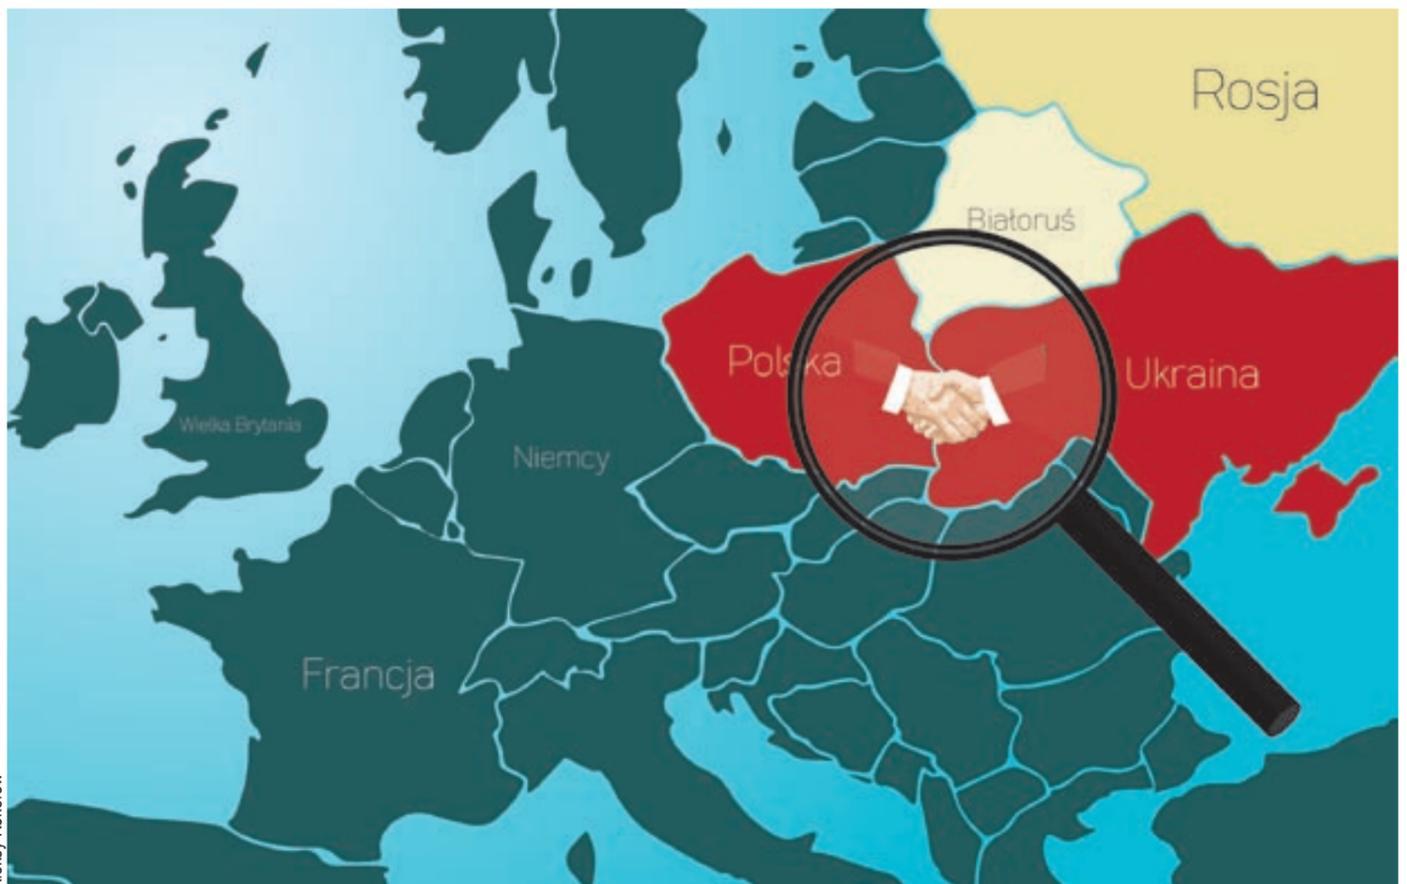 Rosja
Białoruś
Polska
Ukraina
Wielka Brytania
Niemcy
Francja